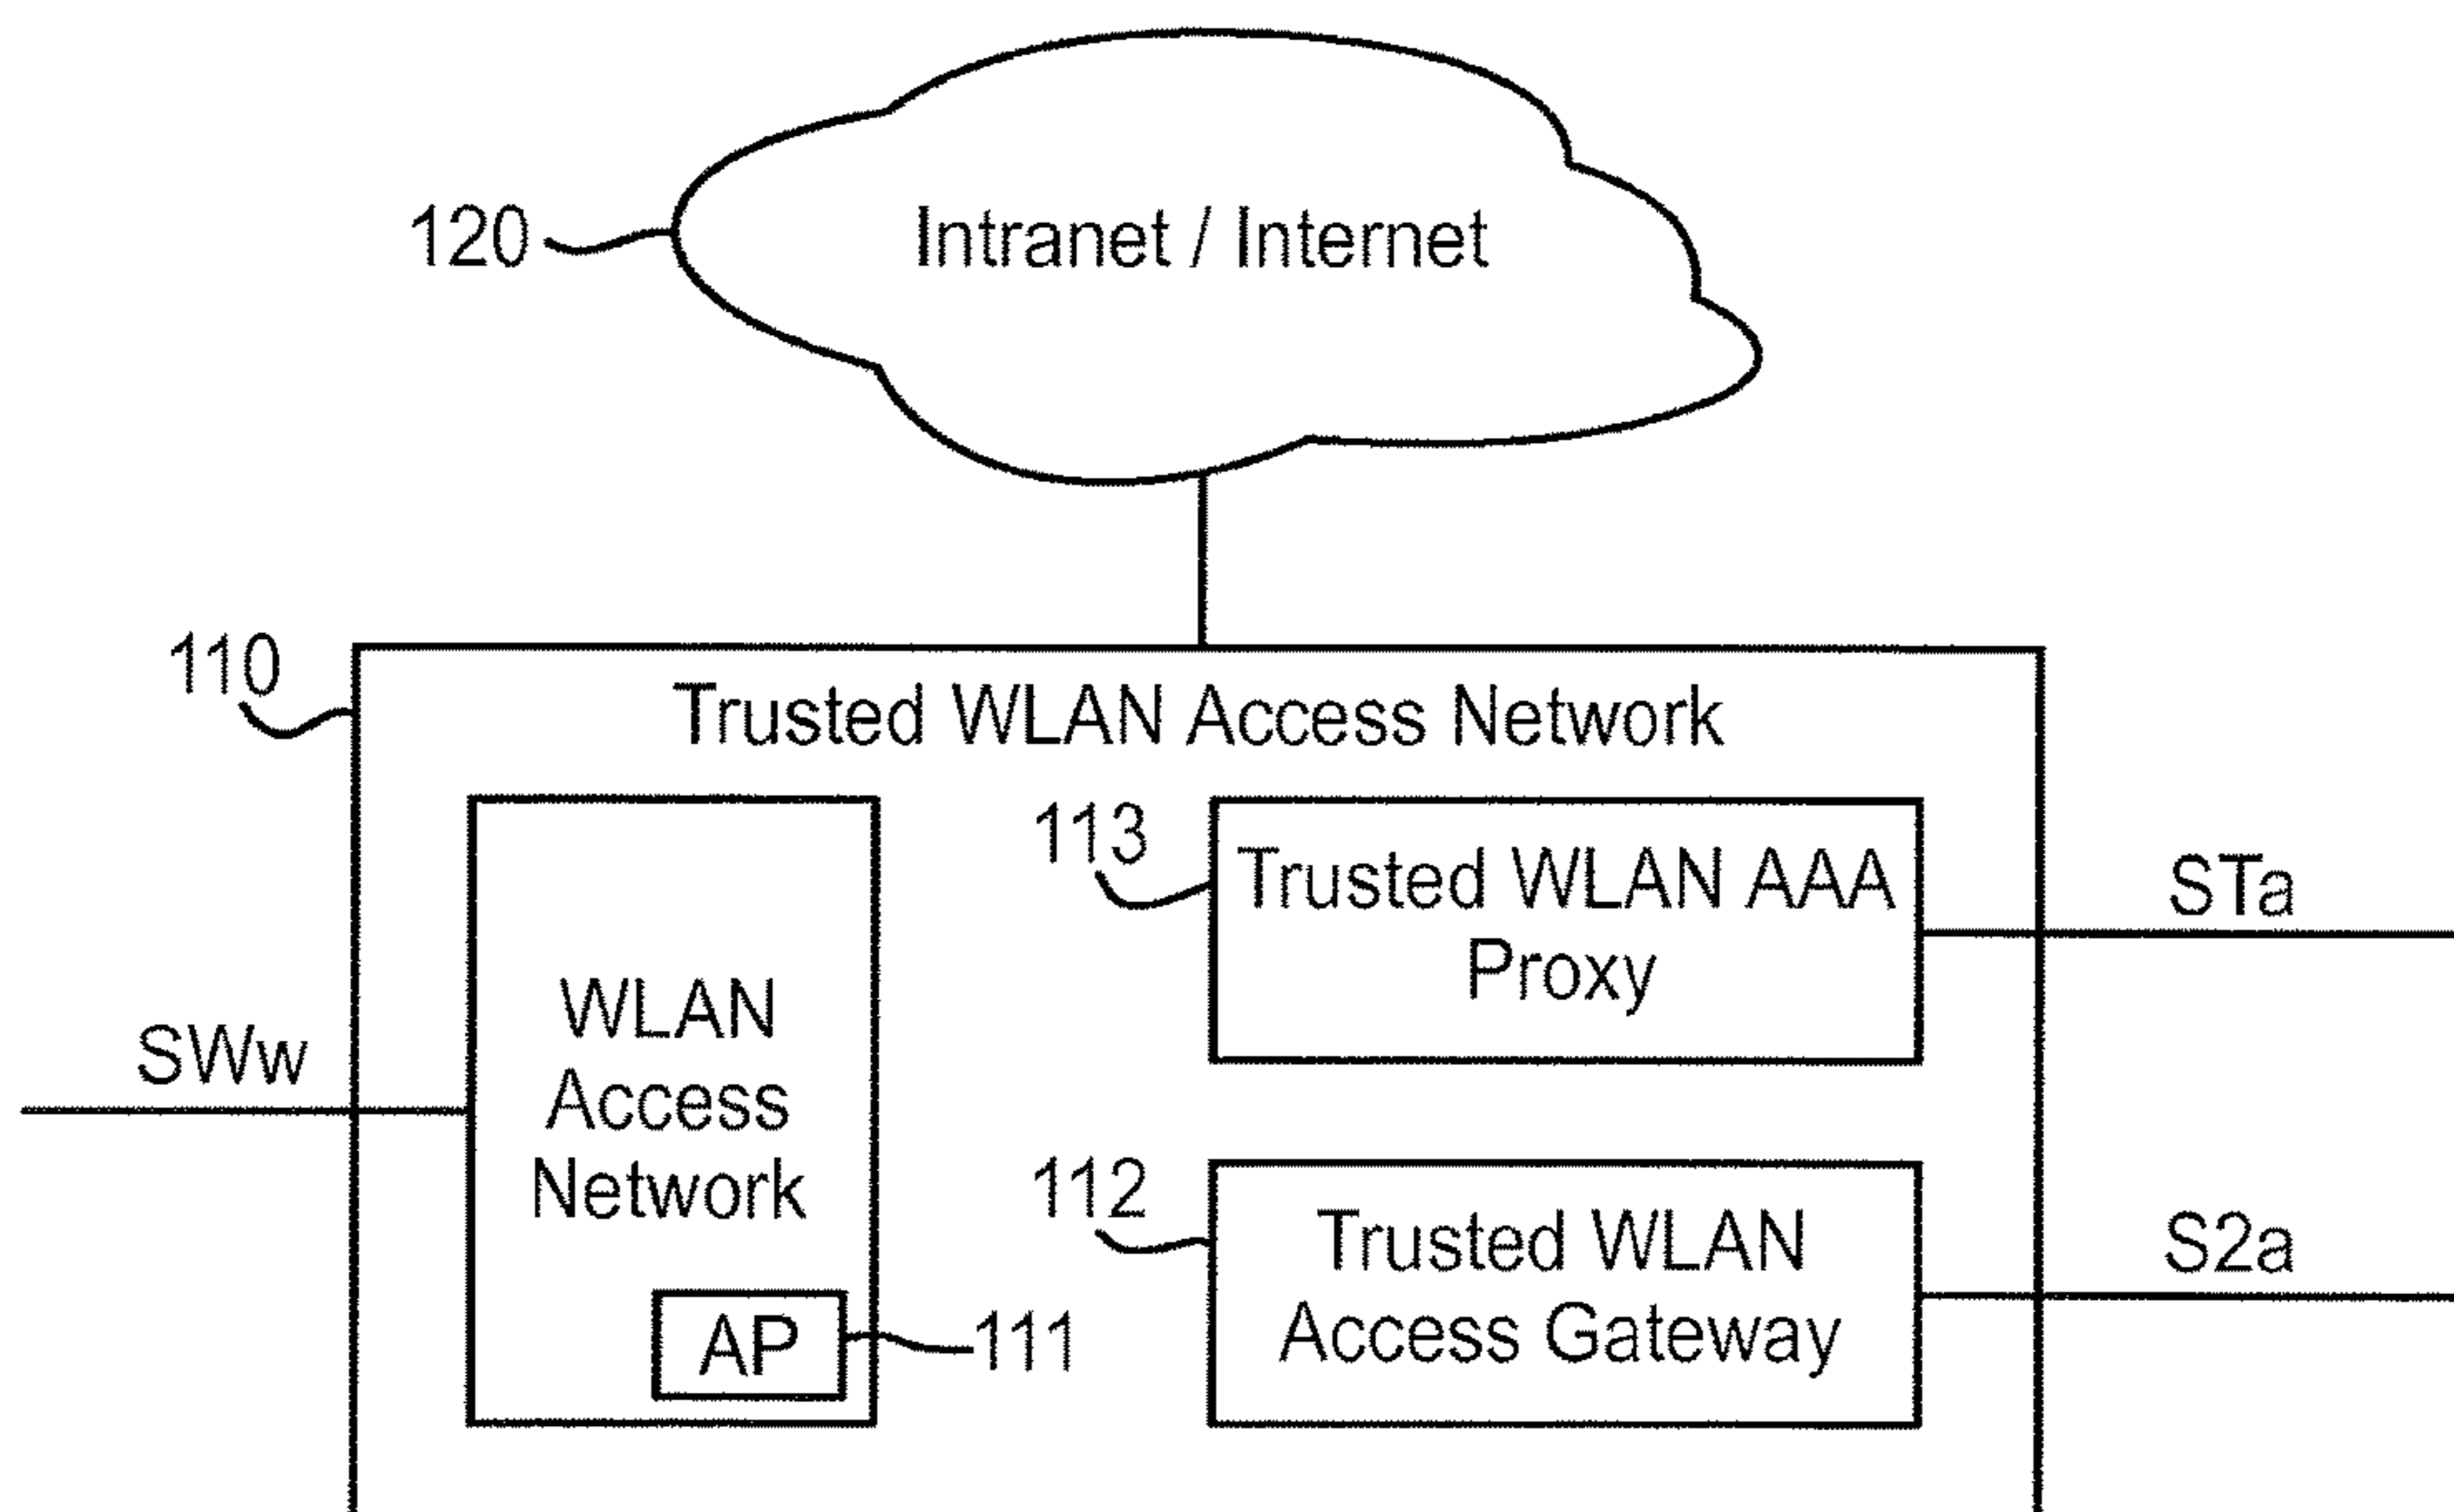 120
Intranet / Internet
110
Trusted WLAN Access Network
113
Trusted WLAN AAA
Proxy
STa
WLAN
Access
Network
SWw
112
Trusted WLAN
Access Gateway
S2a
AP
111